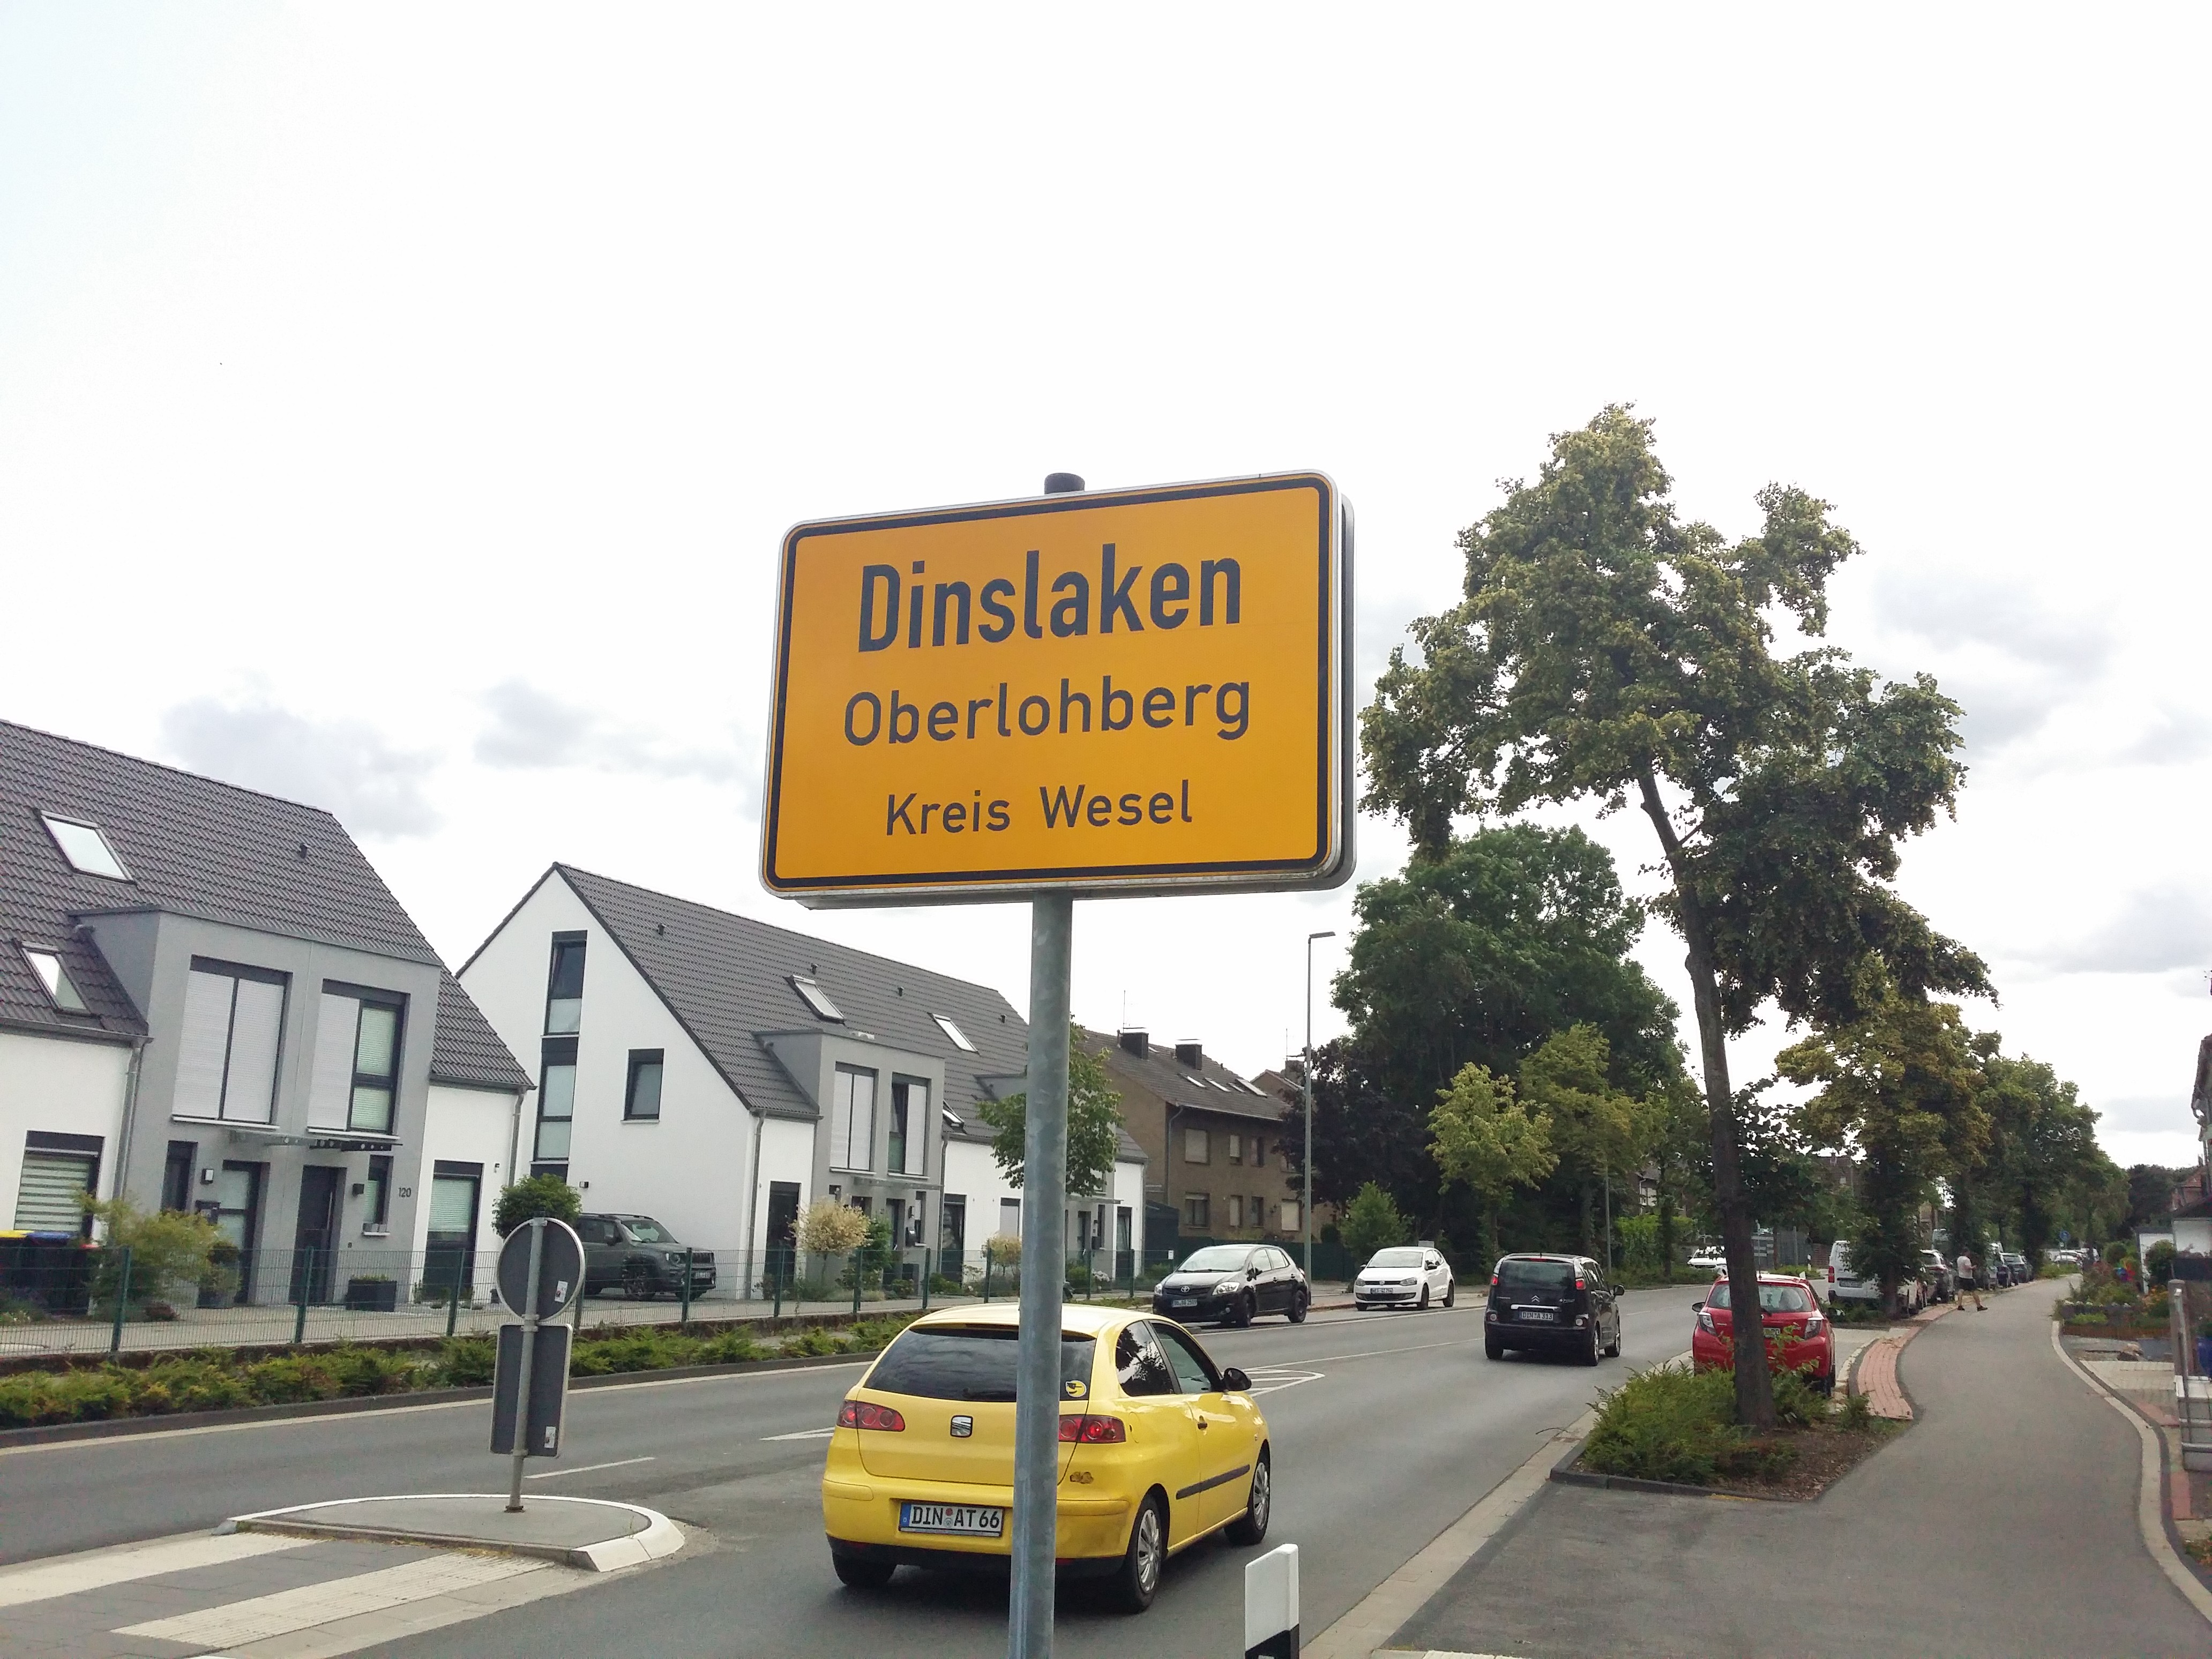 Dinslaken
Oberlohberg
Kreis Wesel
120
DIN AT 66